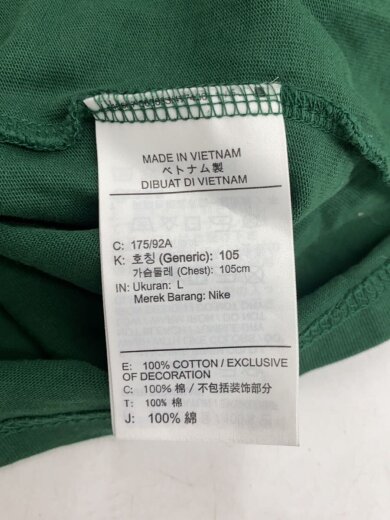 MADE IN VIETNAM
ベトナム製
DIBUAT DI VIETNAM
C: 175/92A
K: 호칭 (Generic): 105
가슴둘레 (Chest): 105cm
IN: Ukuran: L
Merek Barang: Nike
E: 100% COTTON / EXCLUSIVE
OF DECORATION
C: 100% 棉 / 不包括装饰部分
T: 100% 棉
J: 100% 綿